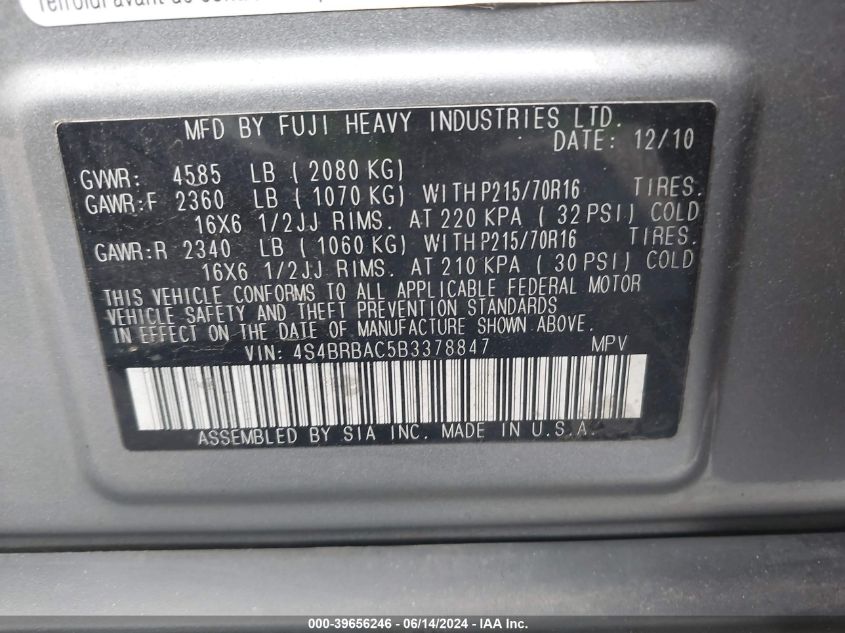 MFD BY FUJI HEAVY INDUSTRIES LTD.
DATE: 12/10
GVWR: 4585 LB ( 2080 KG)
GAWR:F 2360 LB ( 1070 KG) WITH P215/70R16 TIRES.
16X6 1/2JJ RIMS. AT 220 KPA ( 32 PSI) COLD
GAWR:R 2340 LB ( 1060 KG) WITH P215/70R16 TIRES.
16X6 1/2JJ RIMS. AT 210 KPA ( 30 PSI) COLD
THIS VEHICLE CONFORMS TO ALL APPLICABLE FEDERAL MOTOR
VEHICLE SAFETY AND THEFT PREVENTION STANDARDS
IN EFFECT ON THE DATE OF MANUFACTURE SHOWN ABOVE.
VIN: 4S4BRBAC5B3378847 MPV
ASSEMBLED BY SIA INC. MADE IN U.S.A.
000-39656246 - 06/14/2024 - IAA Inc.